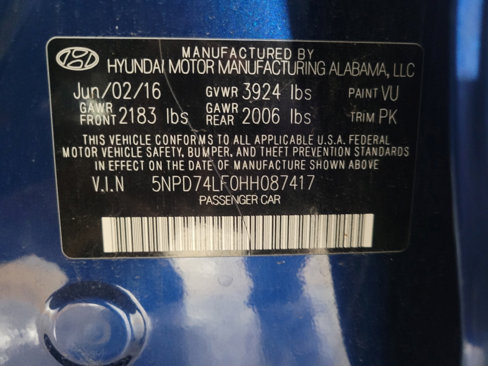 MANUFACTURED BY
HYUNDAI MOTOR MANUFACTURING ALABAMA, LLC
Jun/02/16 GVWR 3924 lbs PAINT VU
GAWR FRONT 2183 lbs GAWR REAR 2006 lbs TRIM PK
THIS VEHICLE CONFORMS TO ALL APPLICABLE U.S.A. FEDERAL
MOTOR VEHICLE SAFETY, BUMPER, AND THEFT PREVENTION STANDARDS
IN EFFECT ON THE DATE OF MANUFACTURE SHOWN ABOVE
V.I.N 5NPD74LF0HH087417
PASSENGER CAR